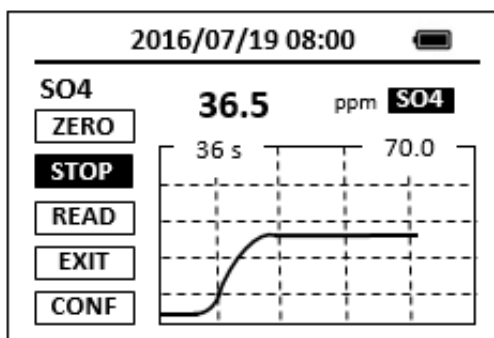 2016/07/19 08:00
SO4
36.5 ppm SO4
ZERO
36 s 70.0
STOP
READ
EXIT
CONF